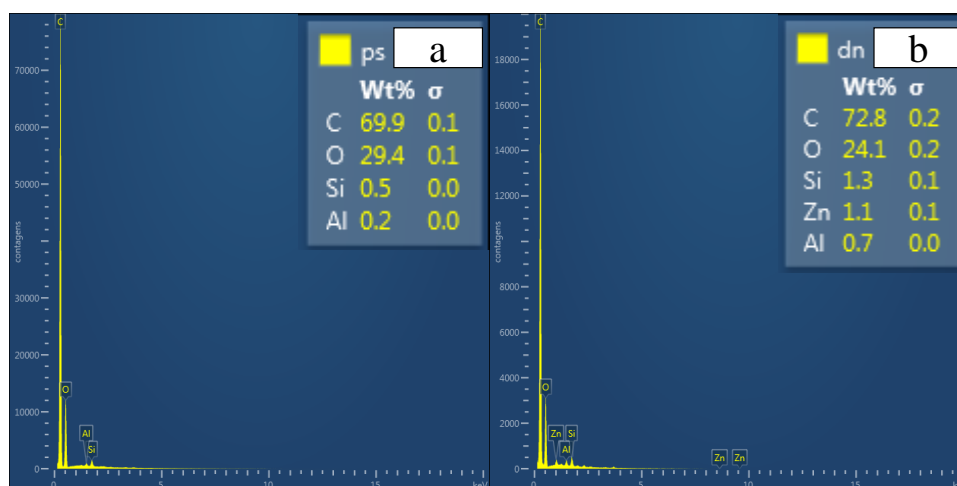 ps a
Wt% σ
C 69.9 0.1
O 29.4 0.1
Si 0.5 0.0
Al 0.2 0.0
C
70000
60000
50000
contagens
30000
20000
O
10000
Al
Si
0
0 5 10 15 keV
dn b
Wt% σ
C 72.8 0.2
O 24.1 0.2
Si 1.3 0.1
Zn 1.1 0.1
Al 0.7 0.0
C
18000
16000
14000
12000
contagens
8000
6000
4000
O
2000
Zn Si
Al
Zn Zn
0
0 5 10 15 keV